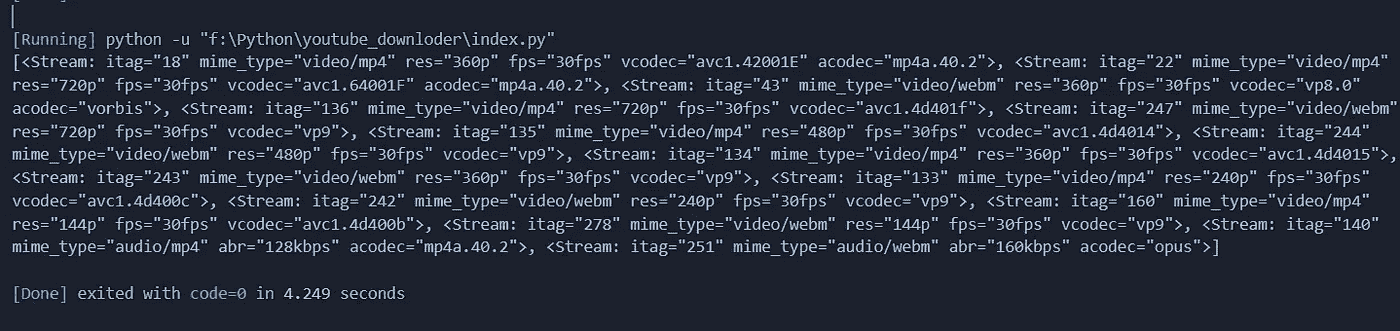 [Running] python -u "f:\Python\youtube_downloder\index.py"
[<Stream: itag="18" mime_type="video/mp4" res="360p" fps="30fps" vcodec="avc1.42001E" acodec="mp4a.40.2">, <Stream: itag="22" mime_type="video/mp4"
res="720p" fps="30fps" vcodec="avc1.64001F" acodec="mp4a.40.2">, <Stream: itag="43" mime_type="video/webm" res="360p" fps="30fps" vcodec="vp8.0"
acodec="vorbis">, <Stream: itag="136" mime_type="video/mp4" res="720p" fps="30fps" vcodec="avc1.4d401f">, <Stream: itag="247" mime_type="video/webm"
res="720p" fps="30fps" vcodec="vp9">, <Stream: itag="135" mime_type="video/mp4" res="480p" fps="30fps" vcodec="avc1.4d4014">, <Stream: itag="244"
mime_type="video/webm" res="480p" fps="30fps" vcodec="vp9">, <Stream: itag="134" mime_type="video/mp4" res="360p" fps="30fps" vcodec="avc1.4d4015">,
<Stream: itag="243" mime_type="video/webm" res="360p" fps="30fps" vcodec="vp9">, <Stream: itag="133" mime_type="video/mp4" res="240p" fps="30fps"
vcodec="avc1.4d400c">, <Stream: itag="242" mime_type="video/webm" res="240p" fps="30fps" vcodec="vp9">, <Stream: itag="160" mime_type="video/mp4"
res="144p" fps="30fps" vcodec="avc1.4d400b">, <Stream: itag="278" mime_type="video/webm" res="144p" fps="30fps" vcodec="vp9">, <Stream: itag="140"
mime_type="audio/mp4" abr="128kbps" acodec="mp4a.40.2">, <Stream: itag="251" mime_type="audio/webm" abr="160kbps" acodec="opus">]
[Done] exited with code=0 in 4.249 seconds